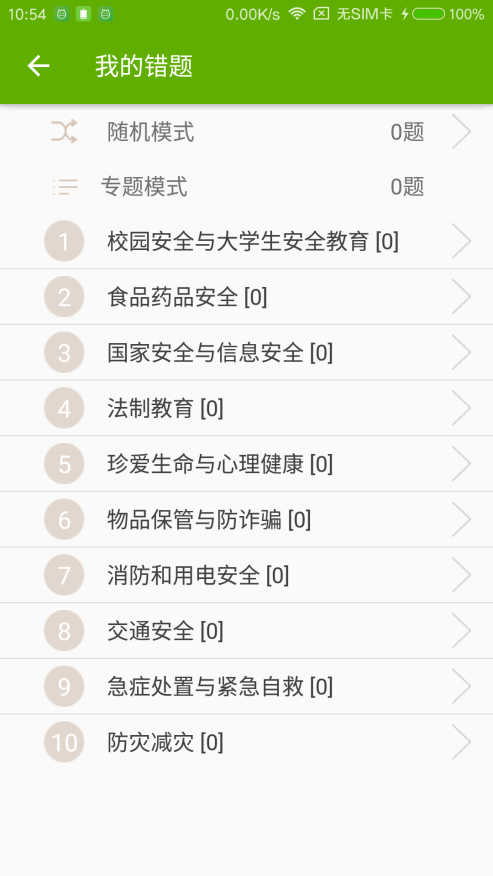 10:54 0.00K/s 无SIM卡 100%
我的错题
随机模式 0题
专题模式 0题
1 校园安全与大学生安全教育 [0]
2 食品药品安全 [0]
3 国家安全与信息安全 [0]
4 法制教育 [0]
5 珍爱生命与心理健康 [0]
6 物品保管与防诈骗 [0]
7 消防和用电安全 [0]
8 交通安全 [0]
9 急症处置与紧急自救 [0]
10 防灾减灾 [0]